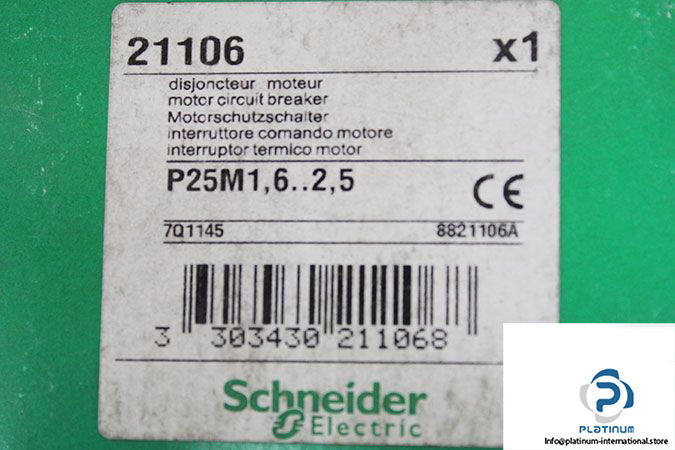 21106 x1
disjoncteur moteur
motor circuit breaker
Motorschutzschalter
interruttore comando motore
interruptor termico motor
P25M1,6..2,5 CE
7Q1145 8821106A
3 303430 211068
Schneider
Electric
PLATINUM
Info@platinum-international.store